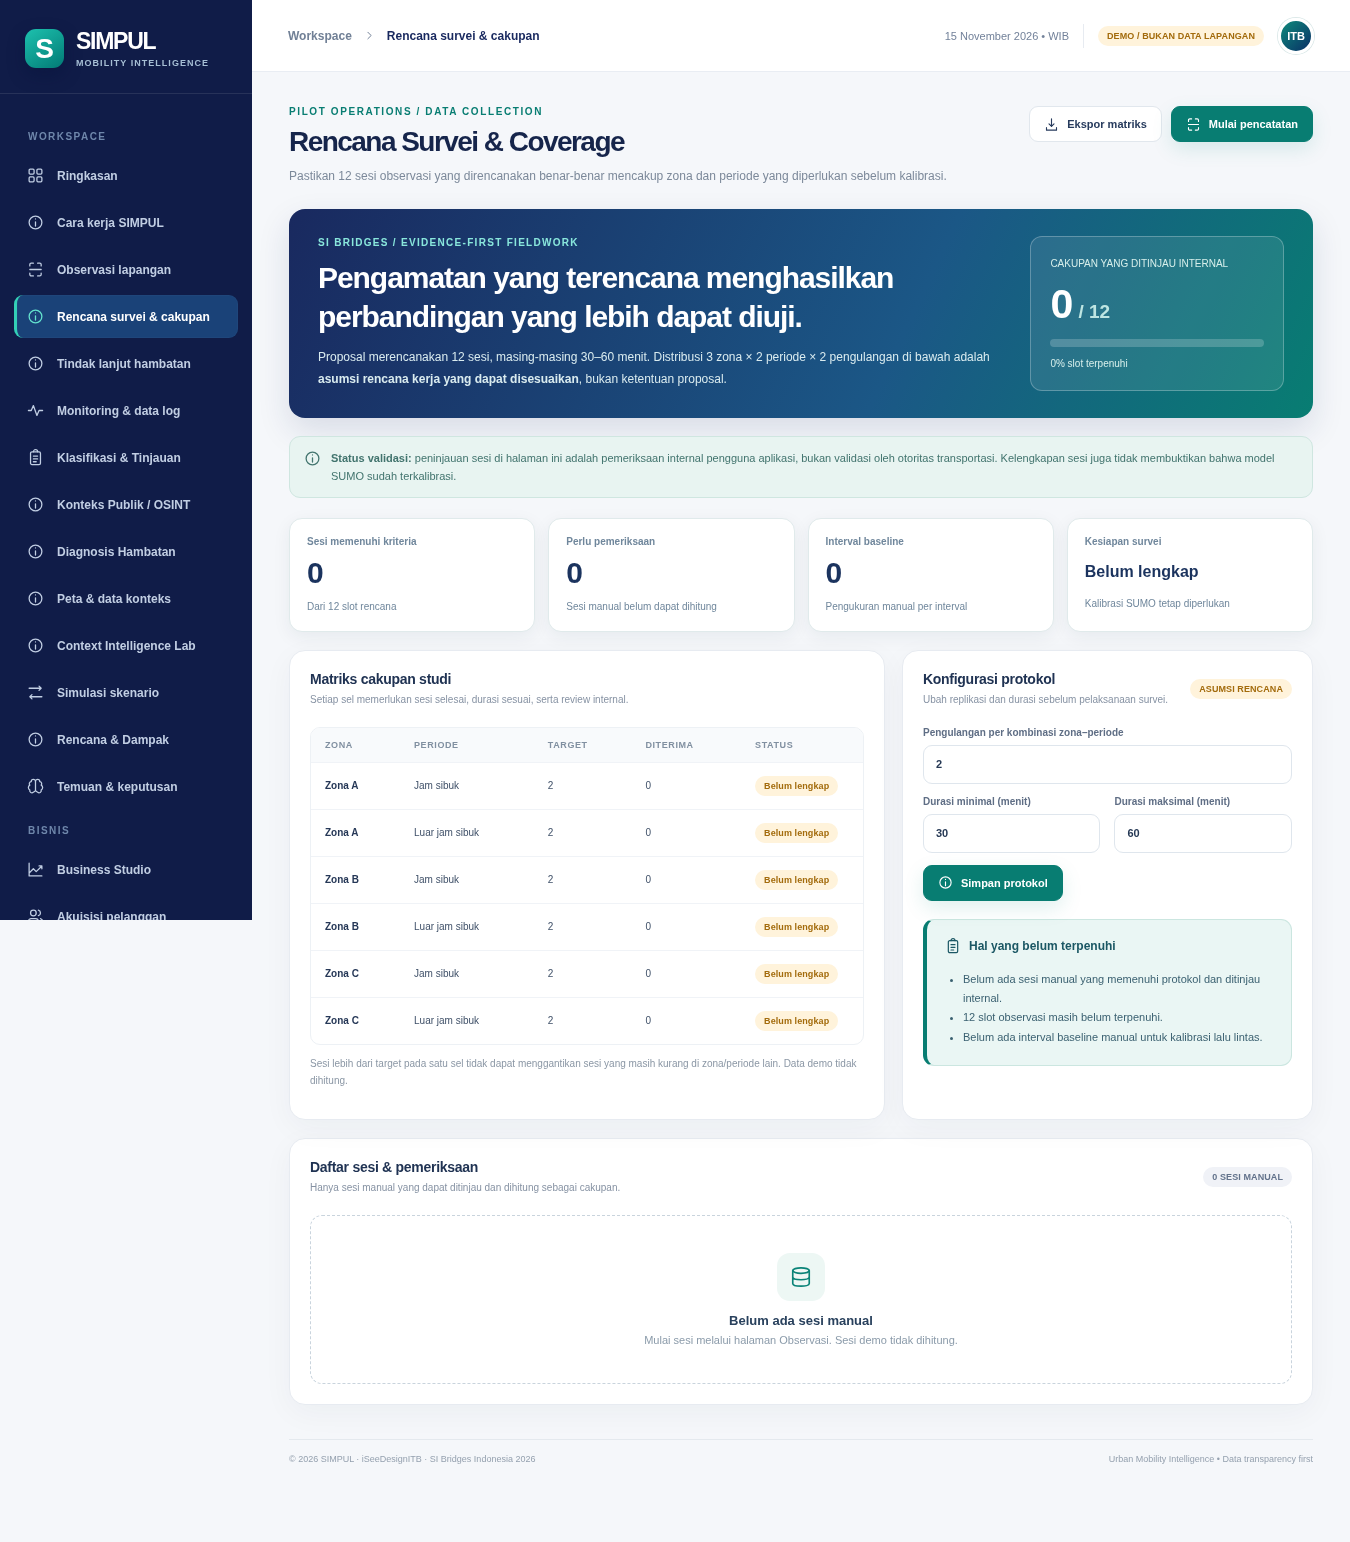 S
SIMPUL
MOBILITY INTELLIGENCE
WORKSPACE
Ringkasan
Cara kerja SIMPUL
Observasi lapangan
Rencana survei & cakupan
Tindak lanjut hambatan
Monitoring & data log
Klasifikasi & Tinjauan
Konteks Publik / OSINT
Diagnosis Hambatan
Peta & data konteks
Context Intelligence Lab
Simulasi skenario
Rencana & Dampak
Temuan & keputusan
BISNIS
Business Studio
Akuisisi pelanggan
Workspace
Rencana survei & cakupan
15 November 2026 • WIB
DEMO / BUKAN DATA LAPANGAN
ITB
PILOT OPERATIONS / DATA COLLECTION
Rencana Survei & Coverage
Pastikan 12 sesi observasi yang direncanakan benar-benar mencakup zona dan periode yang diperlukan sebelum kalibrasi.
Ekspor matriks
Mulai pencatatan
SI BRIDGES / EVIDENCE-FIRST FIELDWORK
Pengamatan yang terencana menghasilkan
perbandingan yang lebih dapat diuji.
Proposal merencanakan 12 sesi, masing-masing 30–60 menit. Distribusi 3 zona × 2 periode × 2 pengulangan di bawah adalah
asumsi rencana kerja yang dapat disesuaikan, bukan ketentuan proposal.
CAKUPAN YANG DITINJAU INTERNAL
0 / 12
0% slot terpenuhi
Status validasi: peninjauan sesi di halaman ini adalah pemeriksaan internal pengguna aplikasi, bukan validasi oleh otoritas transportasi. Kelengkapan sesi juga tidak membuktikan bahwa model
SUMO sudah terkalibrasi.
Sesi memenuhi kriteria
0
Dari 12 slot rencana
Perlu pemeriksaan
0
Sesi manual belum dapat dihitung
Interval baseline
0
Pengukuran manual per interval
Kesiapan survei
Belum lengkap
Kalibrasi SUMO tetap diperlukan
Matriks cakupan studi
Setiap sel memerlukan sesi selesai, durasi sesuai, serta review internal.
ZONA PERIODE TARGET DITERIMA STATUS
Zona A Jam sibuk 2 0 Belum lengkap
Zona A Luar jam sibuk 2 0 Belum lengkap
Zona B Jam sibuk 2 0 Belum lengkap
Zona B Luar jam sibuk 2 0 Belum lengkap
Zona C Jam sibuk 2 0 Belum lengkap
Zona C Luar jam sibuk 2 0 Belum lengkap
Sesi lebih dari target pada satu sel tidak dapat menggantikan sesi yang masih kurang di zona/periode lain. Data demo tidak
dihitung.
Konfigurasi protokol
Ubah replikasi dan durasi sebelum pelaksanaan survei.
ASUMSI RENCANA
Pengulangan per kombinasi zona–periode
2
Durasi minimal (menit)
30
Durasi maksimal (menit)
60
Simpan protokol
Hal yang belum terpenuhi
• Belum ada sesi manual yang memenuhi protokol dan ditinjau
internal.
• 12 slot observasi masih belum terpenuhi.
• Belum ada interval baseline manual untuk kalibrasi lalu lintas.
Daftar sesi & pemeriksaan
Hanya sesi manual yang dapat ditinjau dan dihitung sebagai cakupan.
0 SESI MANUAL
Belum ada sesi manual
Mulai sesi melalui halaman Observasi. Sesi demo tidak dihitung.
© 2026 SIMPUL · iSeeDesignITB · SI Bridges Indonesia 2026
Urban Mobility Intelligence • Data transparency first